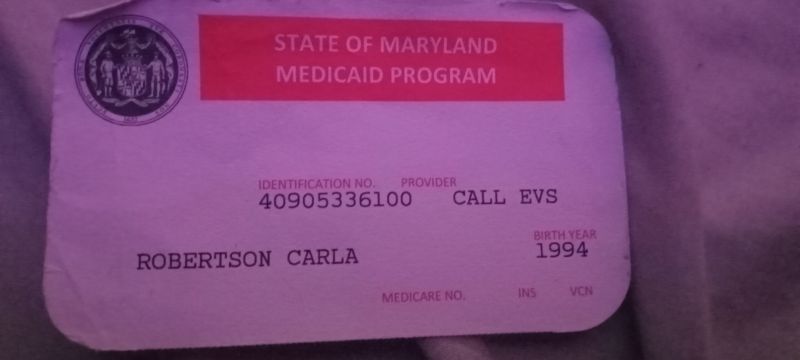 STATE OF MARYLAND
MEDICAID PROGRAM
IDENTIFICATION NO. PROVIDER
40905336100 CALL EVS
BIRTH YEAR
ROBERTSON CARLA 1994
MEDICARE NO. INS VCN